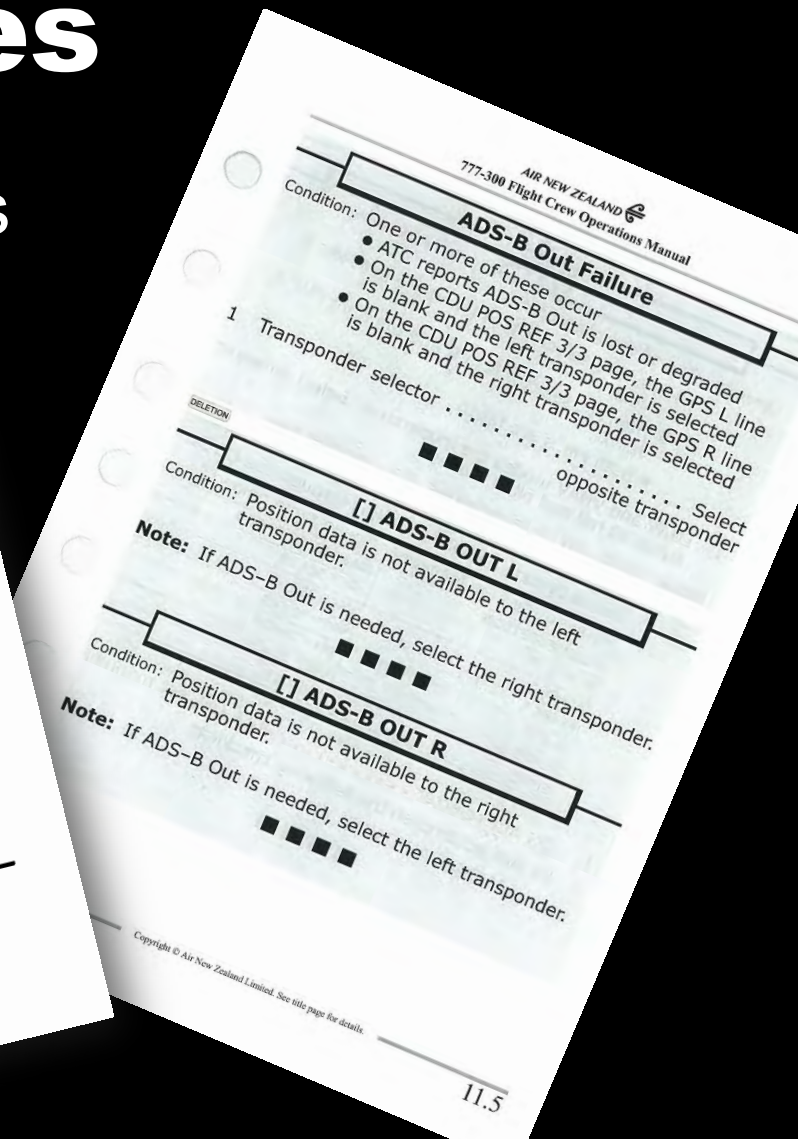 es
s
AIR NEW ZEALAND
777-300 Flight Crew Operations Manual
ADS-B Out Failure
Condition: One or more of these occur
● ATC reports ADS-B Out is lost or degraded
● On the CDU POS REF 3/3 page, the GPS L line
is blank and the left transponder is selected
● On the CDU POS REF 3/3 page, the GPS R line
is blank and the right transponder is selected
1 Transponder selector . . . . . . . . . . . . . . . . . . . . Select
opposite transponder
■ ■ ■ ■
DELETION
[ ] ADS-B OUT L
Condition: Position data is not available to the left
transponder.
Note: If ADS–B Out is needed, select the right transponder.
■ ■ ■ ■
[ ] ADS-B OUT R
Condition: Position data is not available to the right
transponder.
Note: If ADS–B Out is needed, select the left transponder.
■ ■ ■ ■
Copyright © Air New Zealand Limited. See title page for details.
11.5